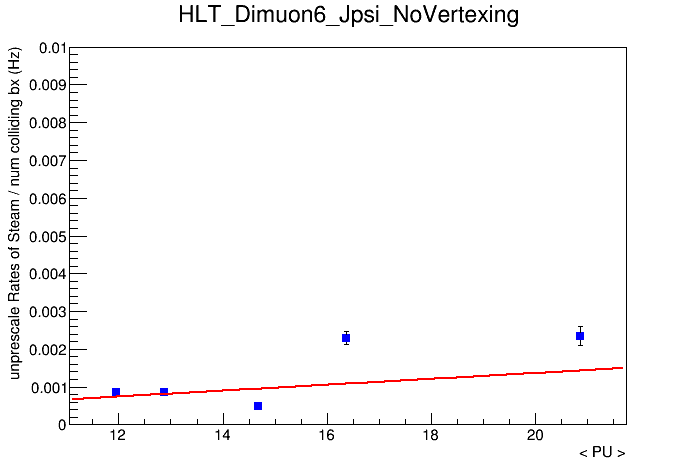 HLT_Dimuon6_Jpsi_NoVertexing
unprescale Rates of Steam / num colliding bx (Hz)
0.01
0.009
0.008
0.007
0.006
0.005
0.004
0.003
0.002
0.001
0
12 14 16 18 20
< PU >